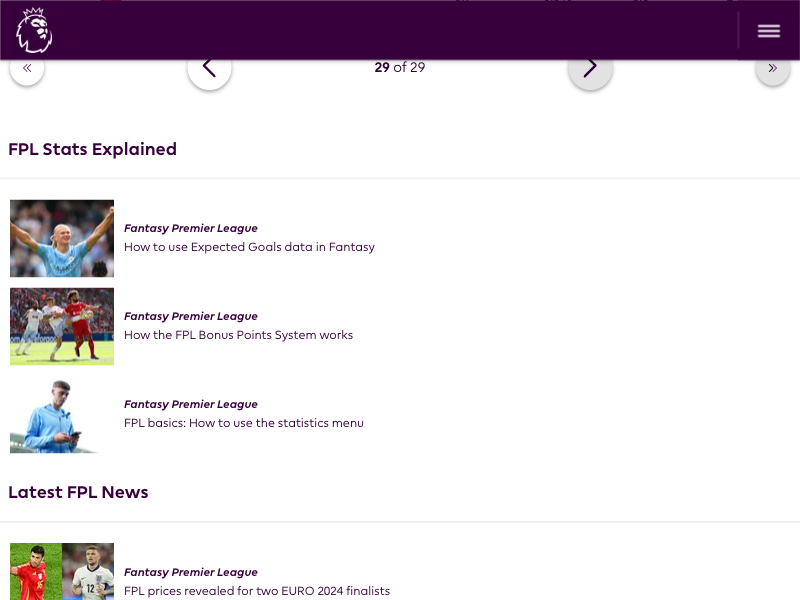 «
29 of 29
»
FPL Stats Explained
Fantasy Premier League
How to use Expected Goals data in Fantasy
Fantasy Premier League
How the FPL Bonus Points System works
Fantasy Premier League
FPL basics: How to use the statistics menu
Latest FPL News
12
Fantasy Premier League
FPL prices revealed for two EURO 2024 finalists